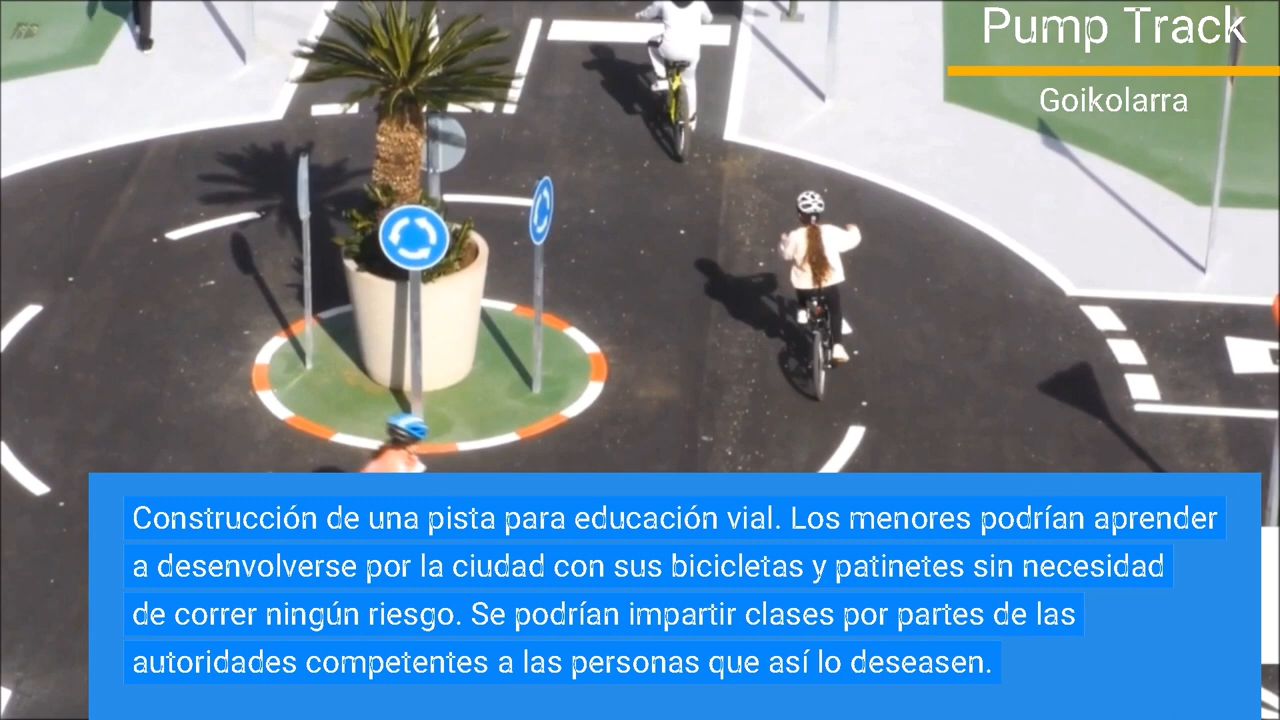 Pump Track
Goikolarra
Construcción de una pista para educación vial. Los menores podrían aprender
a desenvolverse por la ciudad con sus bicicletas y patinetes sin necesidad
de correr ningún riesgo. Se podrían impartir clases por partes de las
autoridades competentes a las personas que así lo deseasen.